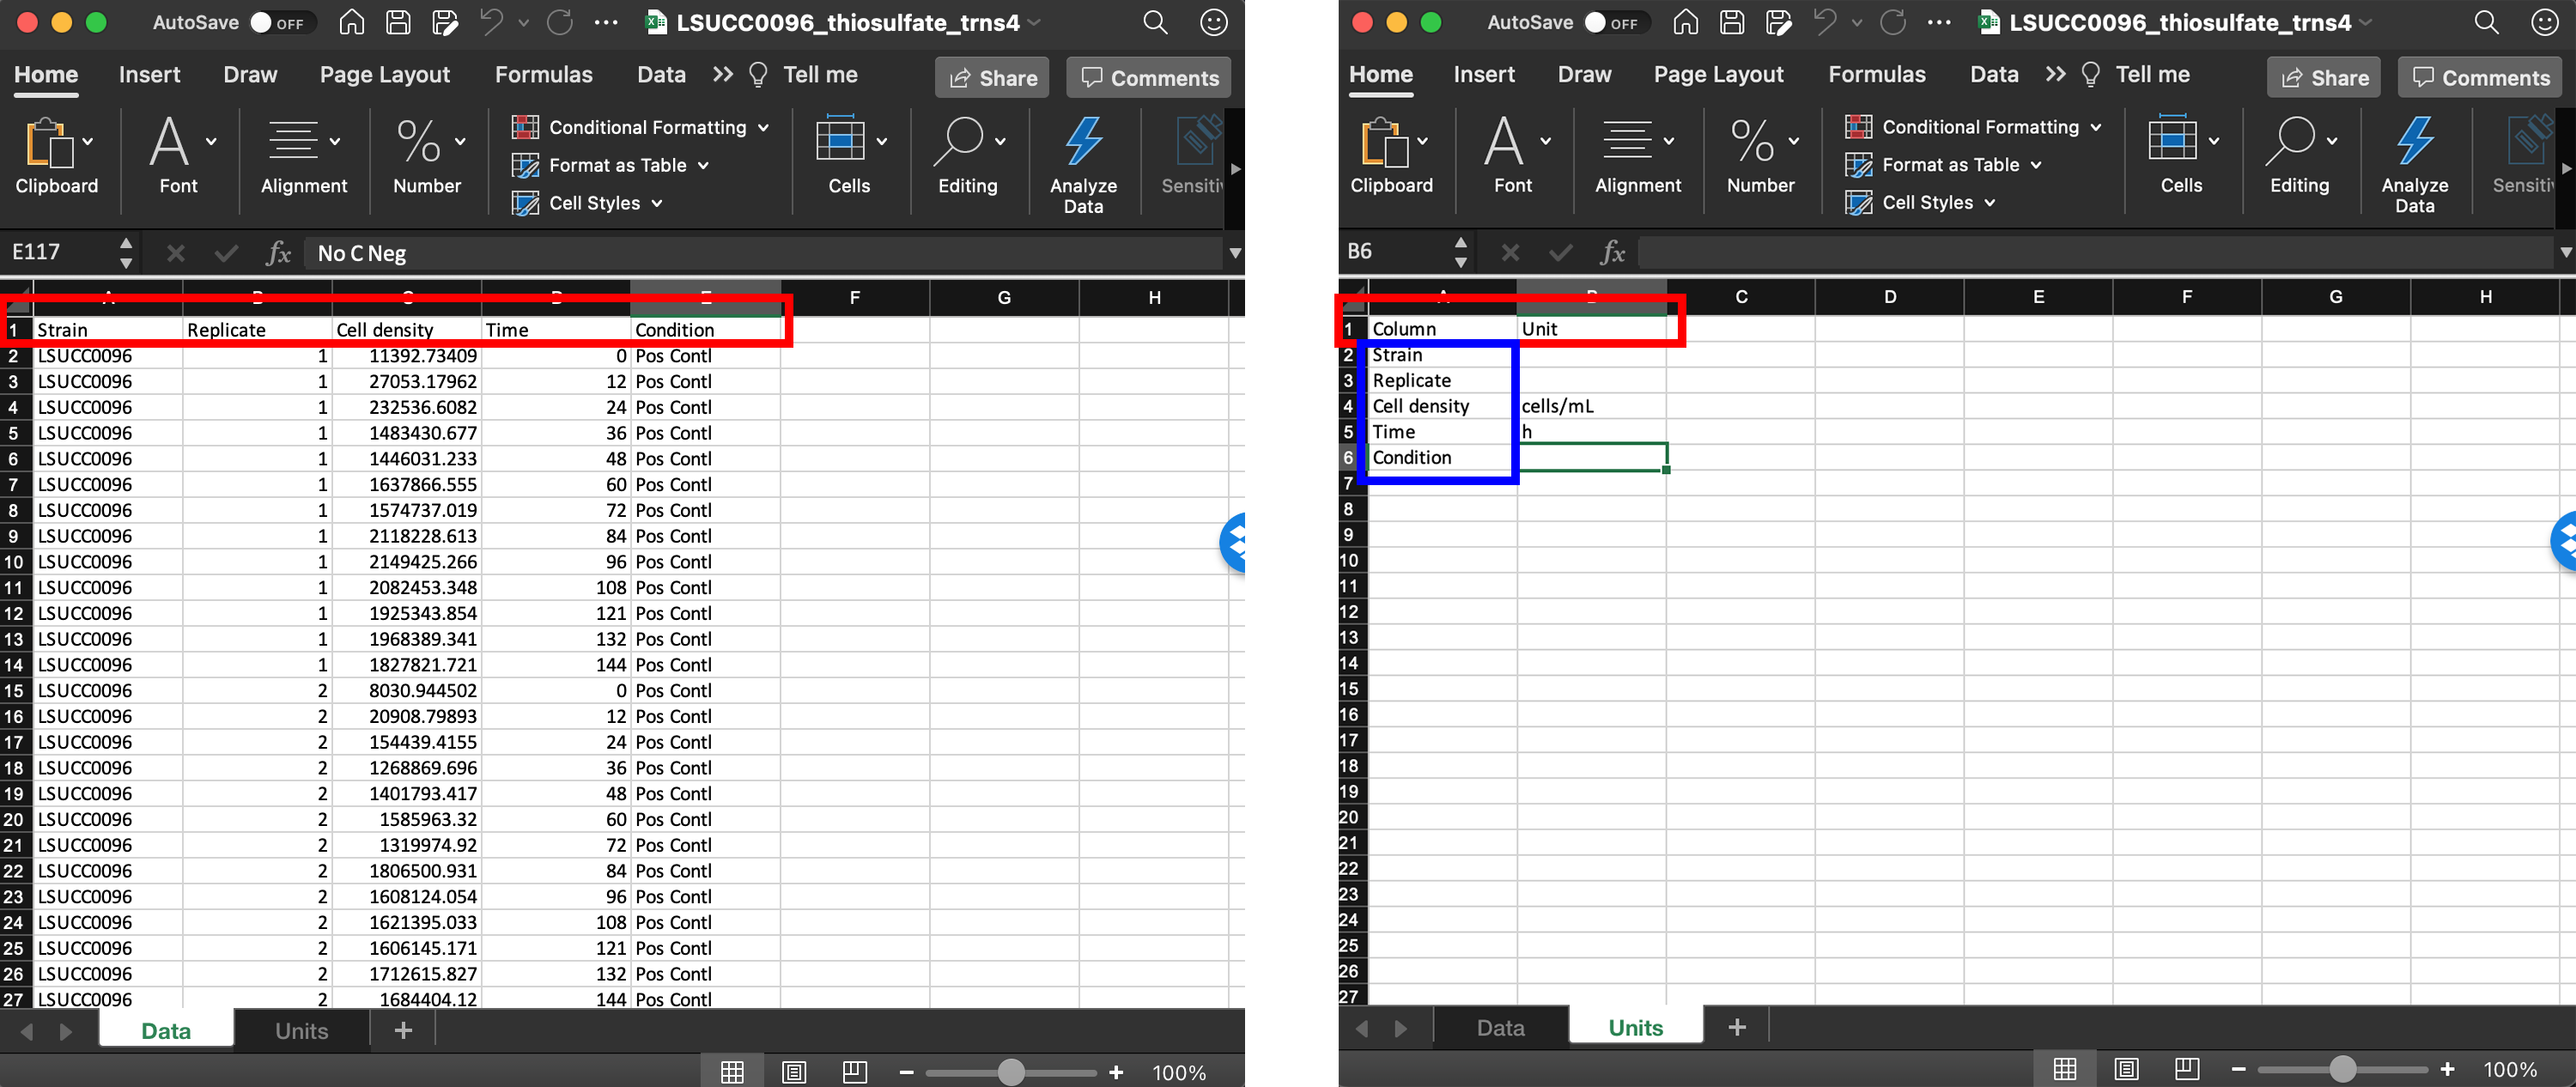 AutoSave OFF LSUCC0096_thiosulfate_trns4
Home Insert Draw Page Layout Formulas Data Tell me Share Comments
Clipboard Font Alignment Number Conditional Formatting Format as Table Cell Styles Cells Editing Analyze Data Sensiti
E117 fx No C Neg
F G H
1 Strain Replicate Cell density Time Condition
2 LSUCC0096 1 11392.73409 0 Pos Contl
3 LSUCC0096 1 27053.17962 12 Pos Contl
4 LSUCC0096 1 232536.6082 24 Pos Contl
5 LSUCC0096 1 1483430.677 36 Pos Contl
6 LSUCC0096 1 1446031.233 48 Pos Contl
7 LSUCC0096 1 1637866.555 60 Pos Contl
8 LSUCC0096 1 1574737.019 72 Pos Contl
9 LSUCC0096 1 2118228.613 84 Pos Contl
10 LSUCC0096 1 2149425.266 96 Pos Contl
11 LSUCC0096 1 2082453.348 108 Pos Contl
12 LSUCC0096 1 1925343.854 121 Pos Contl
13 LSUCC0096 1 1968389.341 132 Pos Contl
14 LSUCC0096 1 1827821.721 144 Pos Contl
15 LSUCC0096 2 8030.944502 0 Pos Contl
16 LSUCC0096 2 20908.79893 12 Pos Contl
17 LSUCC0096 2 154439.4155 24 Pos Contl
18 LSUCC0096 2 1268869.696 36 Pos Contl
19 LSUCC0096 2 1401793.417 48 Pos Contl
20 LSUCC0096 2 1585963.32 60 Pos Contl
21 LSUCC0096 2 1319974.92 72 Pos Contl
22 LSUCC0096 2 1806500.931 84 Pos Contl
23 LSUCC0096 2 1608124.054 96 Pos Contl
24 LSUCC0096 2 1621395.033 108 Pos Contl
25 LSUCC0096 2 1606145.171 121 Pos Contl
26 LSUCC0096 2 1712615.827 132 Pos Contl
27 LSUCC0096 2 1684404.12 144 Pos Contl
Data Units +
100%
AutoSave OFF LSUCC0096_thiosulfate_trns4
Home Insert Draw Page Layout Formulas Data Tell me Share Comments
Clipboard Font Alignment Number Conditional Formatting Format as Table Cell Styles Cells Editing Analyze Data Sensiti
B6 fx
C D E F G H
1 Column Unit
2 Strain
3 Replicate
4 Cell density cells/mL
5 Time h
6 Condition
7
8
9
10
11
12
13
14
15
16
17
18
19
20
21
22
23
24
25
26
27
Data Units +
100%